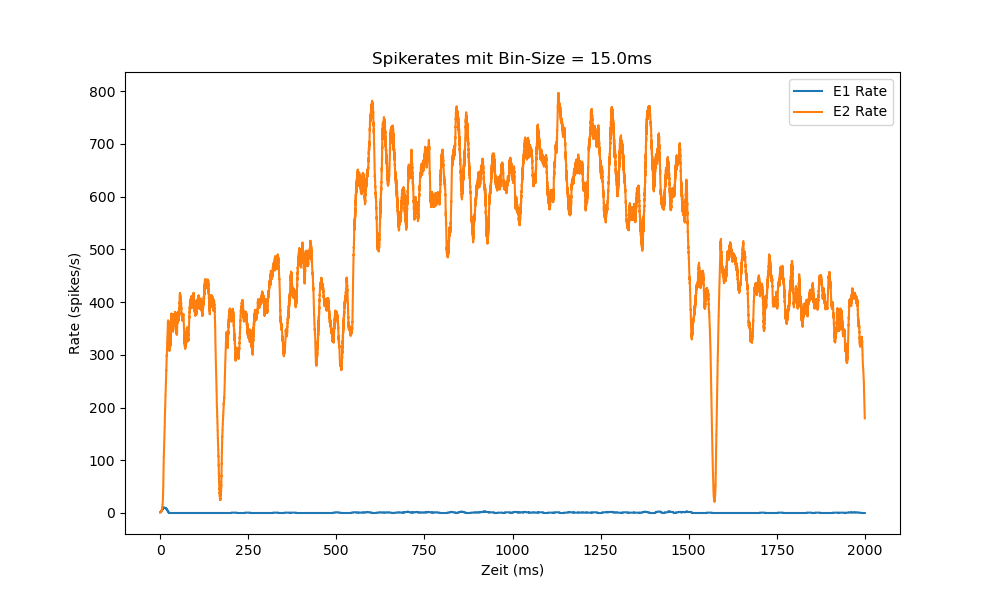 Spikerates mit Bin-Size = 15.0ms
E1 Rate
E2 Rate
Rate (spikes/s)
800
700
600
500
400
300
200
100
0
0 250 500 750 1000 1250 1500 1750 2000
Zeit (ms)